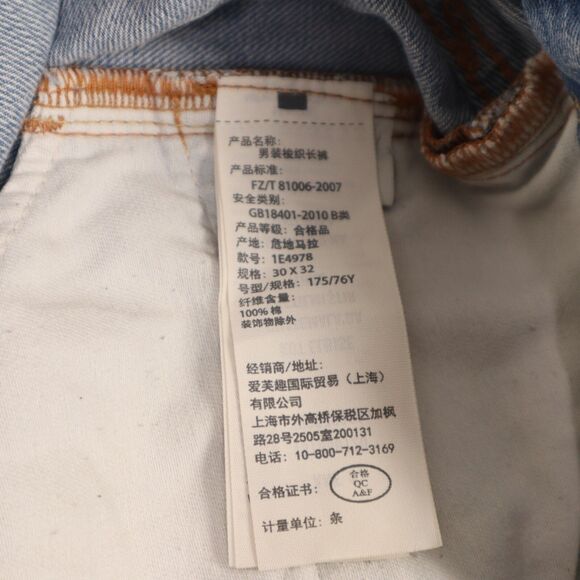 产品名称:
男装梭织长裤
产品标准:
FZ/T 81006-2007
安全类别:
GB18401-2010 B类
产品等级: 合格品
产地: 危地马拉
款号: 1E4978
规格: 30 X 32
号型/规格: 175/76Y
纤维含量:
100% 棉
装饰物除外
经销商/地址:
爱芙趣国际贸易（上海）
有限公司
上海市外高桥保税区加枫
路28号2505室200131
电话: 10-800-712-3169
合格证书:
合格
QC
A&F
计量单位: 条